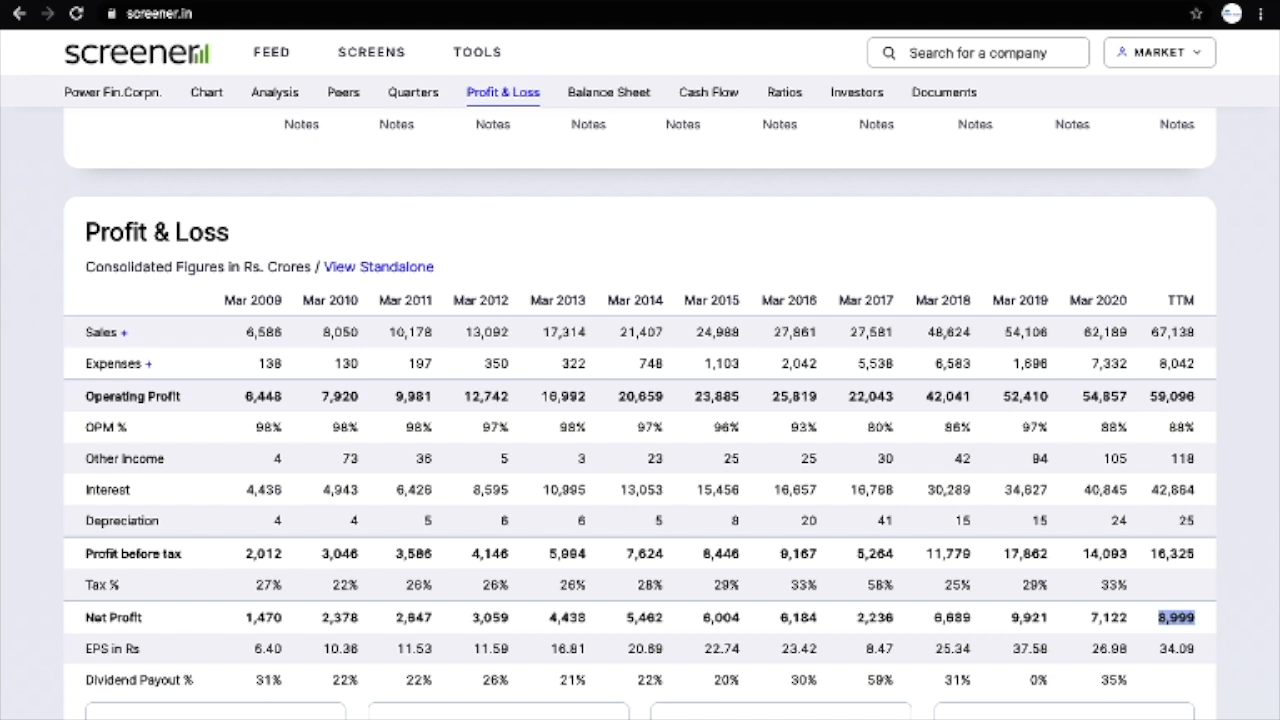 screener.in
screener
FEED SCREENS TOOLS Search for a company MARKET
Power Fin.Corpn. Chart Analysis Peers Quarters Profit & Loss Balance Sheet Cash Flow Ratios Investors Documents
Notes Notes Notes Notes Notes Notes Notes Notes Notes Notes
Profit & Loss
Consolidated Figures in Rs. Crores / View Standalone
Mar 2009 Mar 2010 Mar 2011 Mar 2012 Mar 2013 Mar 2014 Mar 2015 Mar 2016 Mar 2017 Mar 2018 Mar 2019 Mar 2020 TTM
Sales + 6,586 8,050 10,178 13,092 17,314 21,407 24,988 27,861 27,581 48,624 54,106 62,189 67,138
Expenses + 138 130 197 350 322 748 1,103 2,042 5,538 6,583 1,696 7,332 8,042
Operating Profit 6,448 7,920 9,981 12,742 16,992 20,659 23,885 25,819 22,043 42,041 52,410 54,857 59,096
OPM % 98% 98% 98% 97% 98% 97% 96% 93% 80% 86% 97% 88% 88%
Other Income 4 73 36 5 3 23 25 25 30 42 94 105 118
Interest 4,436 4,943 6,426 8,595 10,995 13,053 15,456 16,657 16,768 30,289 34,627 40,845 42,864
Depreciation 4 4 5 6 6 5 8 20 41 15 15 24 25
Profit before tax 2,012 3,046 3,586 4,146 5,994 7,624 8,446 9,167 5,264 11,779 17,862 14,093 16,325
Tax % 27% 22% 26% 26% 26% 28% 29% 33% 58% 25% 29% 33%
Net Profit 1,470 2,378 2,647 3,059 4,438 5,462 6,004 6,184 2,236 6,689 9,921 7,122 8,999
EPS in Rs 6.40 10.36 11.53 11.59 16.81 20.69 22.74 23.42 8.47 25.34 37.58 26.98 34.09
Dividend Payout % 31% 22% 22% 26% 21% 22% 20% 30% 59% 31% 0% 35%